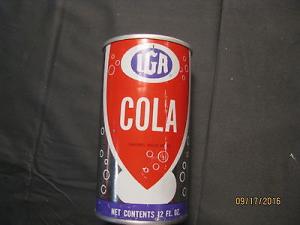 IGA
COLA
NET CONTENTS 12 FL. OZ.
09/17/2016